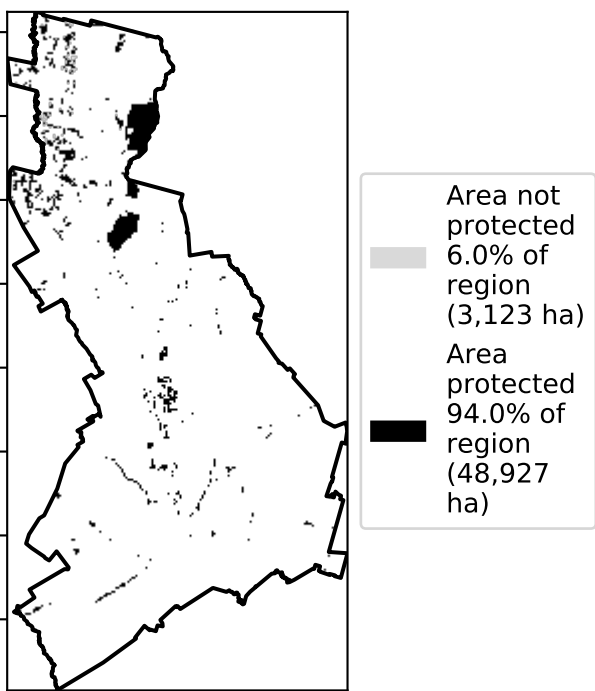 Area not
protected
6.0% of
region
(3,123 ha)
Area
protected
94.0% of
region
(48,927
ha)